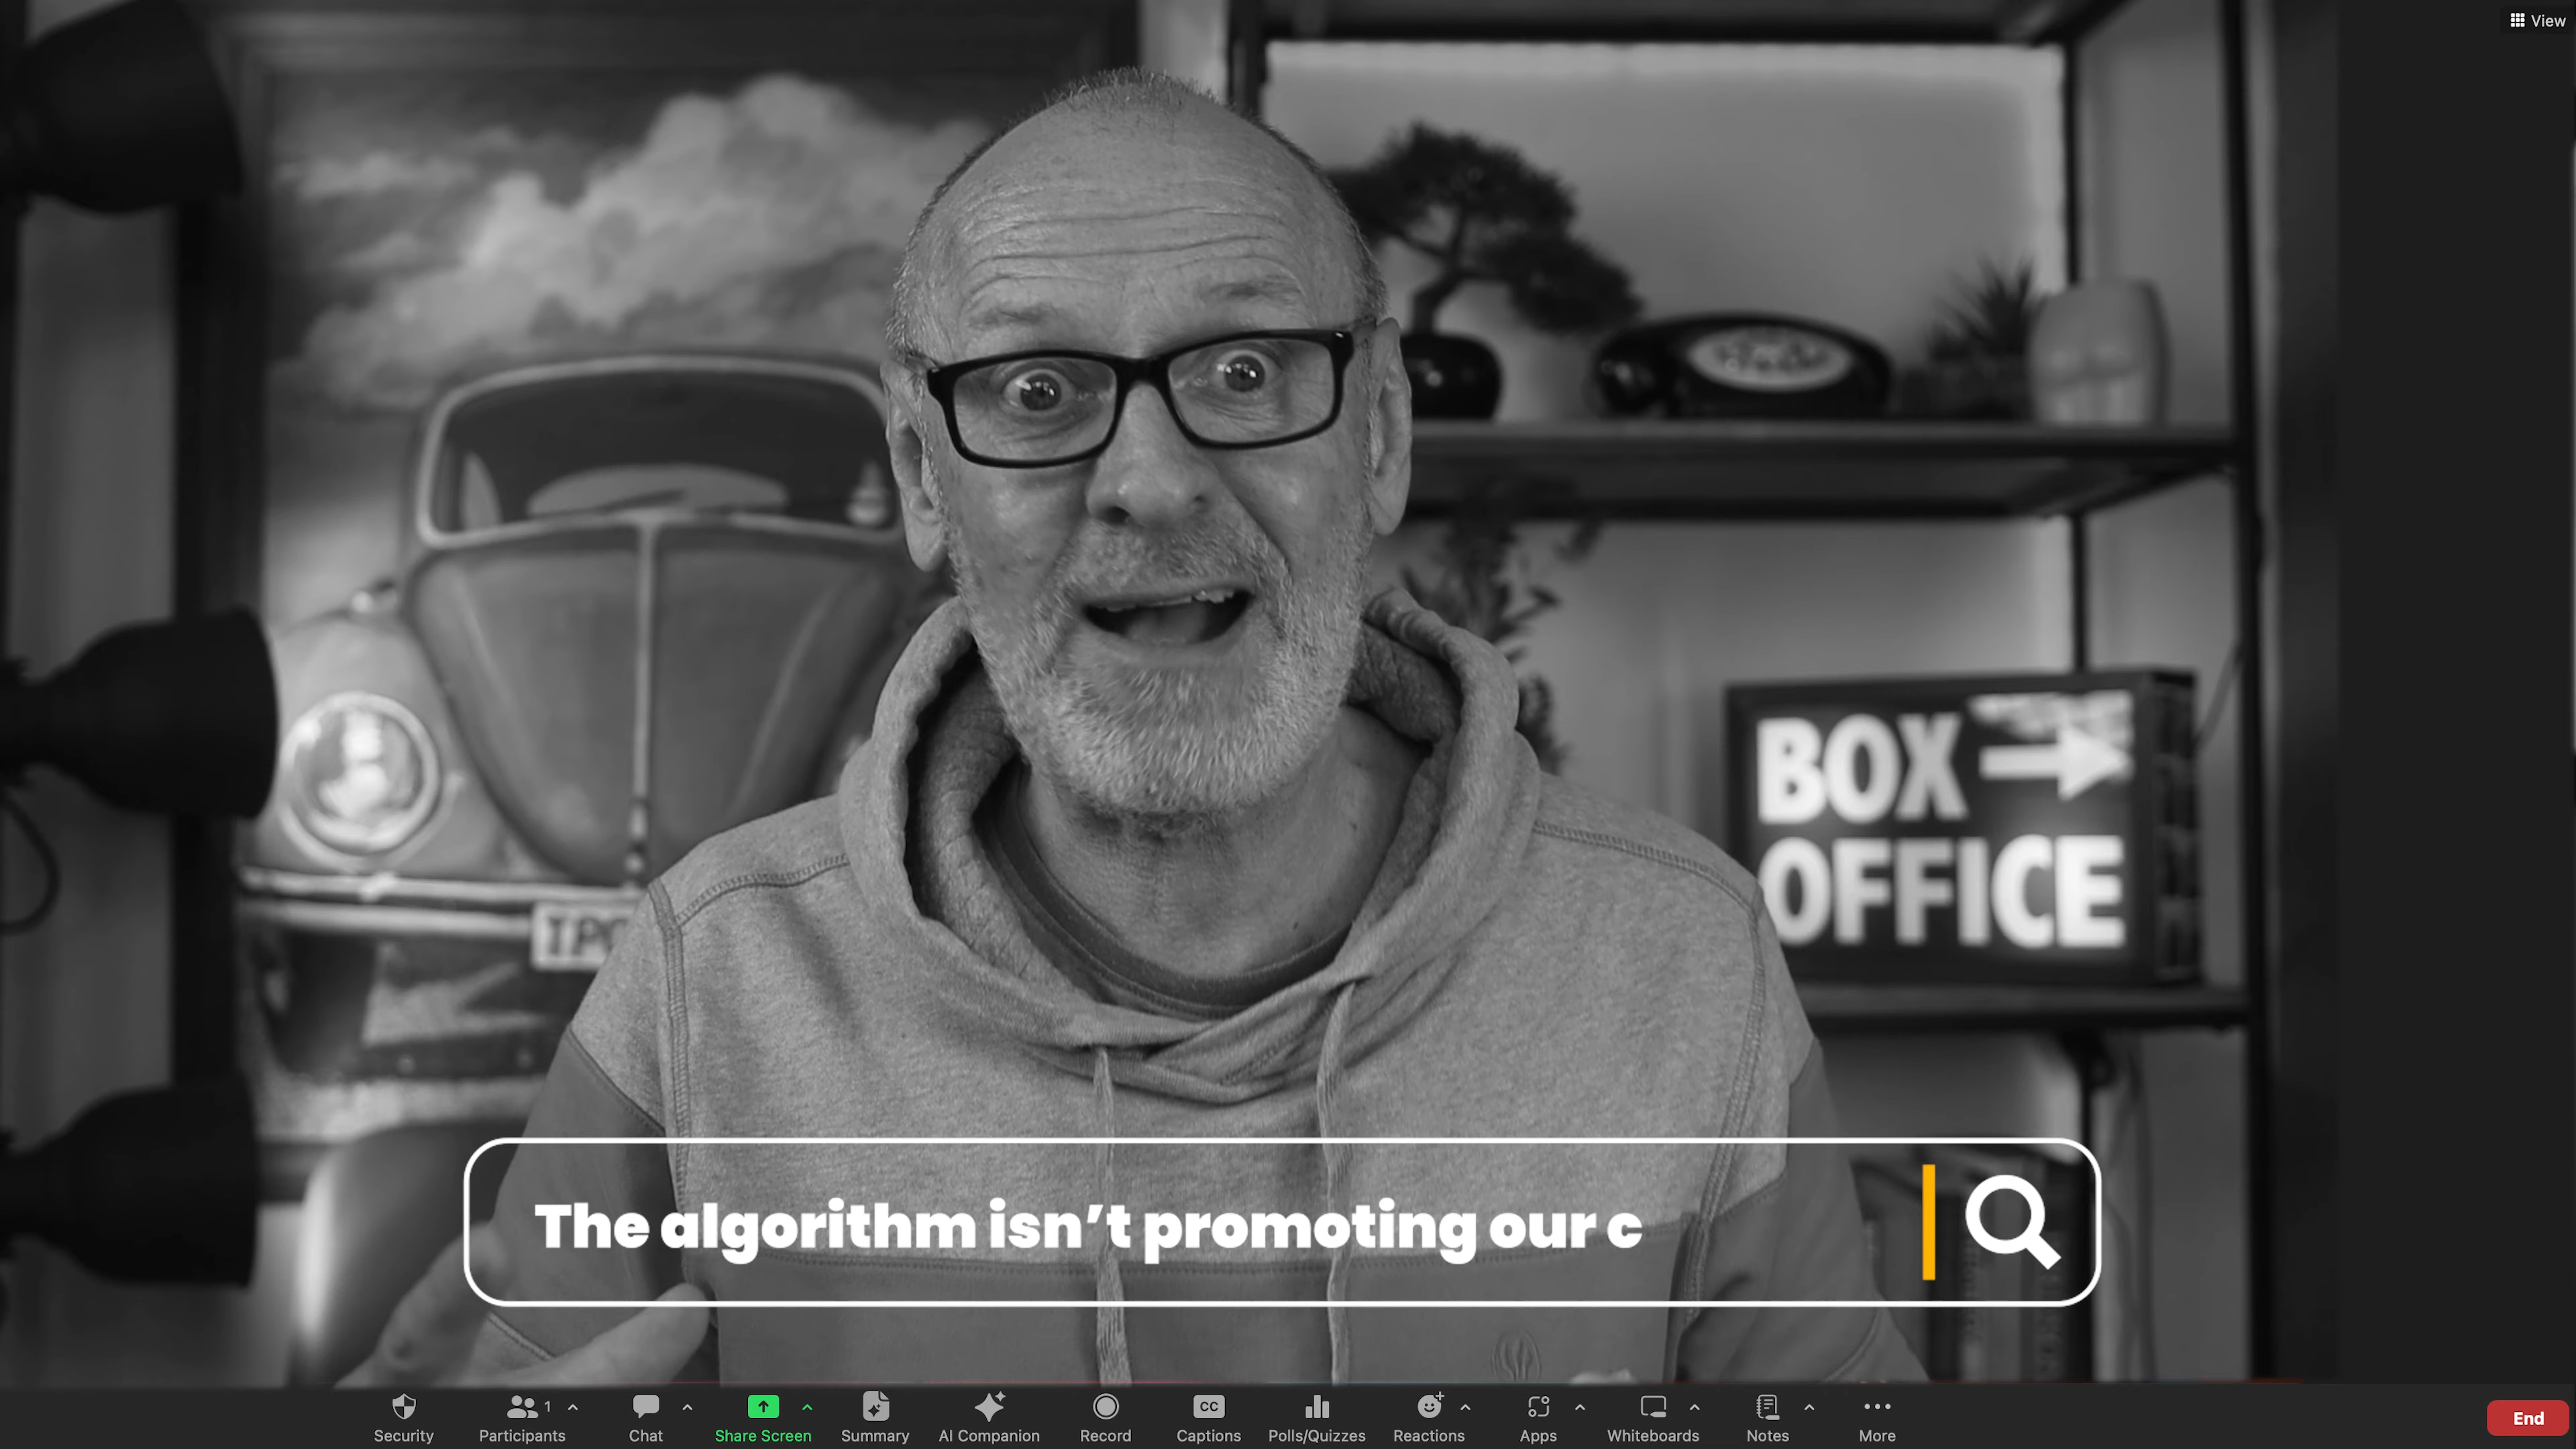 View
BOX
OFFICE
The algorithm isn’t promoting our c
1
CC
Security
Participants
Chat
Share Screen
Summary
AI Companion
Record
Captions
Polls/Quizzes
Reactions
Apps
Whiteboards
Notes
More
End